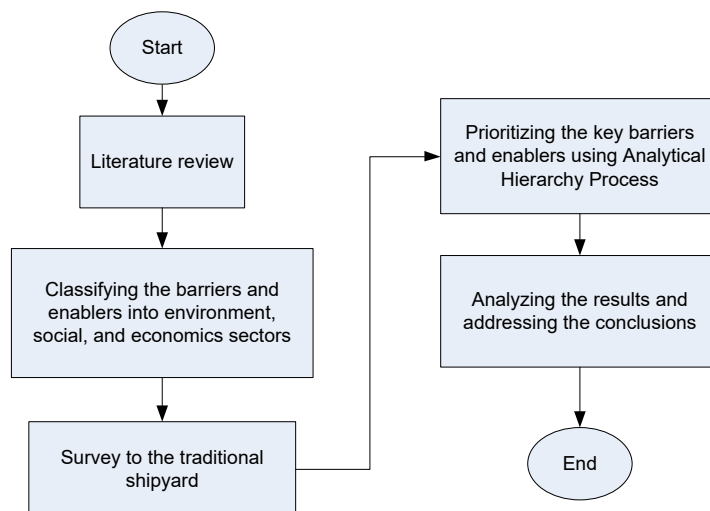 Start
Literature review
Classifying the barriers and
enablers into environment,
social, and economics sectors
Survey to the traditional
shipyard
Prioritizing the key barriers
and enablers using Analytical
Hierarchy Process
Analyzing the results and
addressing the conclusions
End